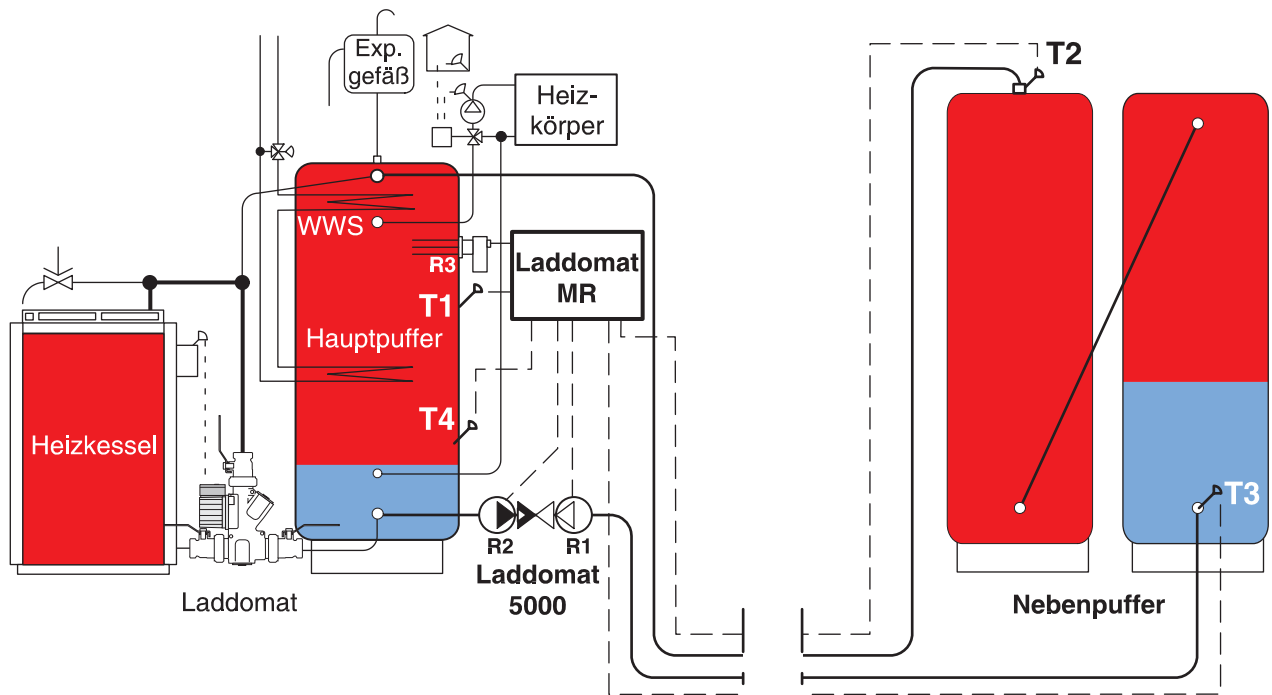 Exp.
gefäß
Heiz-
körper
T2
WWS
R3
Laddomat
MR
T1
Hauptpuffer
T4
Heizkessel
T3
R2
R1
Laddomat
5000
Laddomat
Nebenpuffer